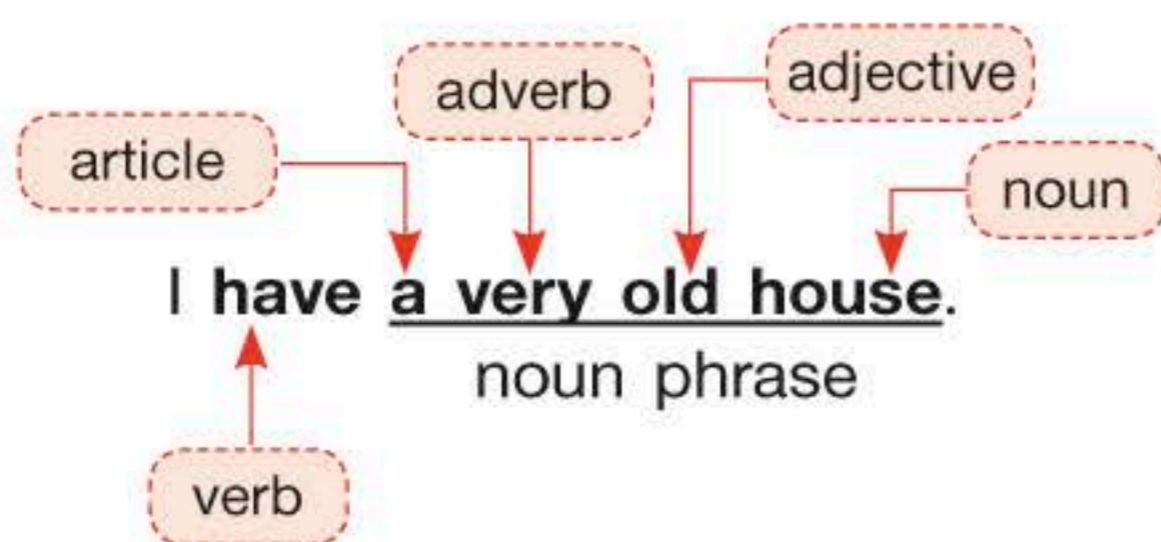 adjective
adverb
article
noun
I have a very old house.
noun phrase
verb